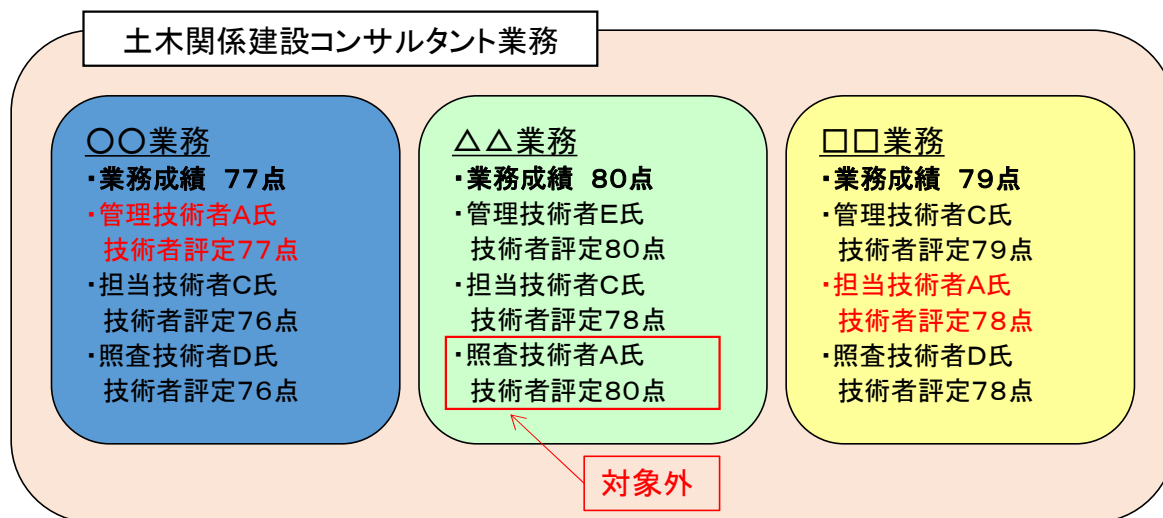 土木関係建設コンサルタント業務
〇〇業務
・業務成績 77点
・管理技術者A氏
技術者評定77点
・担当技術者C氏
技術者評定76点
・照査技術者D氏
技術者評定76点
△△業務
・業務成績 80点
・管理技術者E氏
技術者評定80点
・担当技術者C氏
技術者評定78点
・照査技術者A氏
技術者評定80点
□□業務
・業務成績 79点
・管理技術者C氏
技術者評定79点
・担当技術者A氏
技術者評定78点
・照査技術者D氏
技術者評定78点
対象外